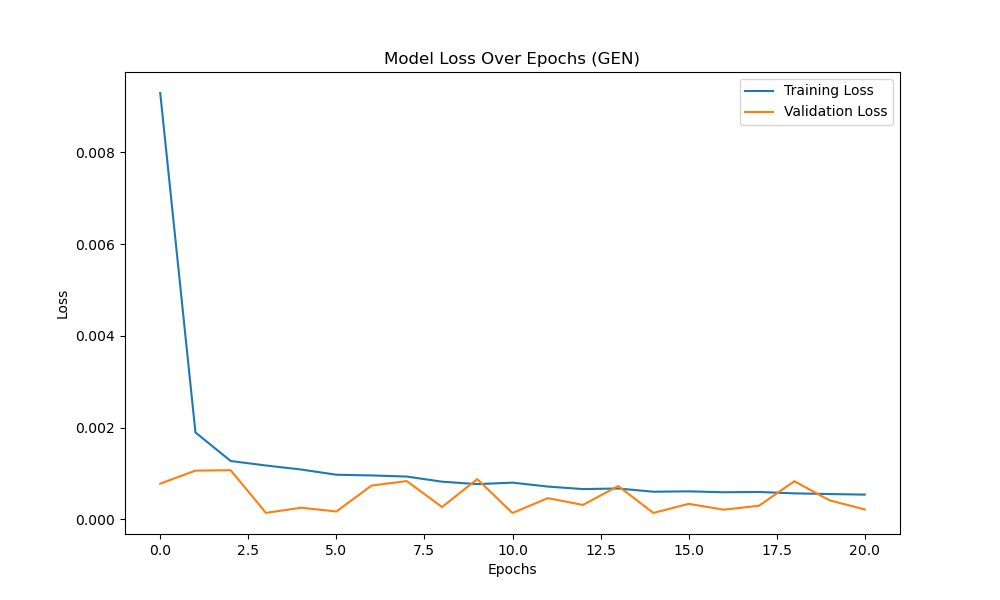 Model Loss Over Epochs (GEN)
Training Loss
Validation Loss
Loss
0.008
0.006
0.004
0.002
0.000
0.0 2.5 5.0 7.5 10.0 12.5 15.0 17.5 20.0
Epochs